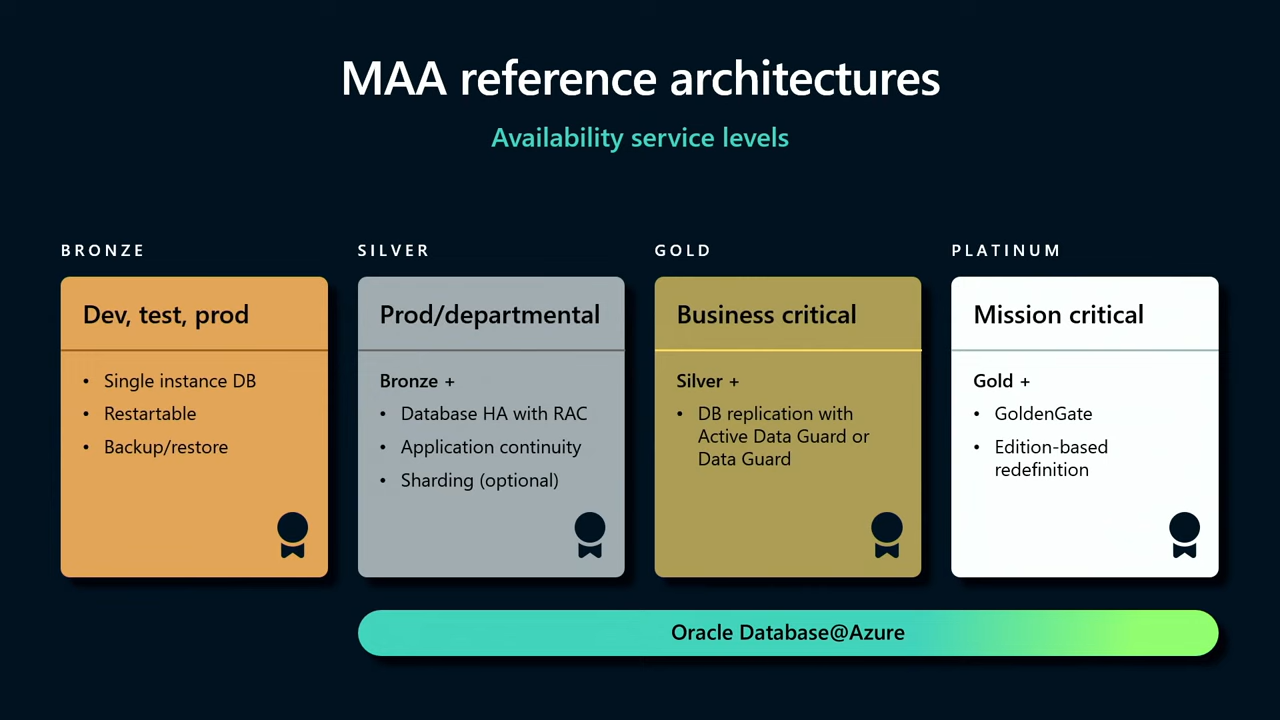 MAA reference architectures
Availability service levels
BRONZE
Dev, test, prod
• Single instance DB
• Restartable
• Backup/restore
SILVER
Prod/departmental
Bronze +
• Database HA with RAC
• Application continuity
• Sharding (optional)
GOLD
Business critical
Silver +
• DB replication with
Active Data Guard or
Data Guard
PLATINUM
Mission critical
Gold +
• GoldenGate
• Edition-based
redefinition
Oracle Database@Azure